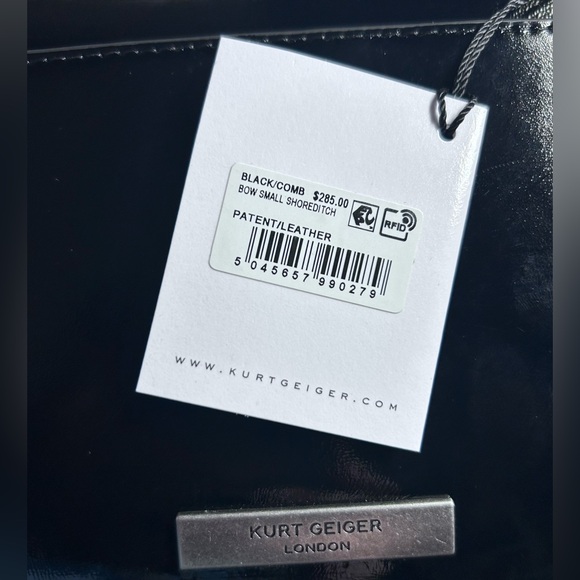 BLACK/COMB $285.00
BOW SMALL SHOREDITCH
RFID
PATENT/LEATHER
5 045657 990279
WWW.KURTGEIGER.COM
KURT GEIGER
LONDON